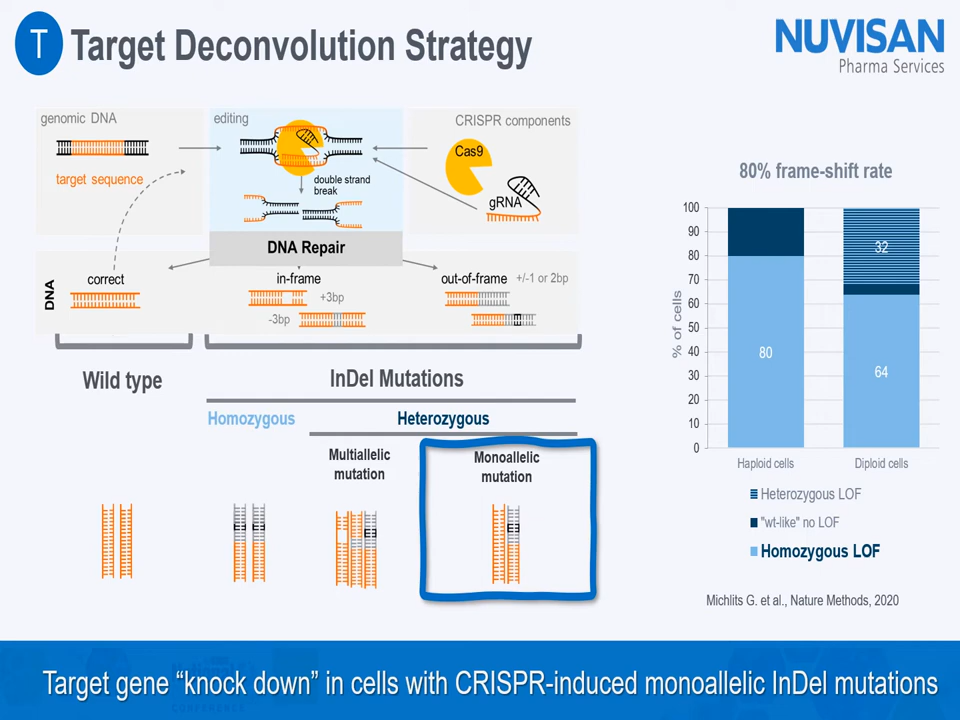 T Target Deconvolution Strategy
NUVISAN
Pharma Services
genomic DNA
editing
CRISPR components
Cas9
target sequence
double strand
break
gRNA
DNA Repair
DNA
correct
in-frame
+3bp
-3bp
out-of-frame
+/-1 or 2bp
Wild type
InDel Mutations
Homozygous
Heterozygous
Multiallelic
mutation
Monoallelic
mutation
80% frame-shift rate
% of cells
100
90
80
70
60
50
40
30
20
10
0
80
32
64
Haploid cells
Diploid cells
Heterozygous LOF
"wt-like" no LOF
Homozygous LOF
Michlits G. et al., Nature Methods, 2020
Target gene “knock down” in cells with CRISPR-induced monoallelic InDel mutations